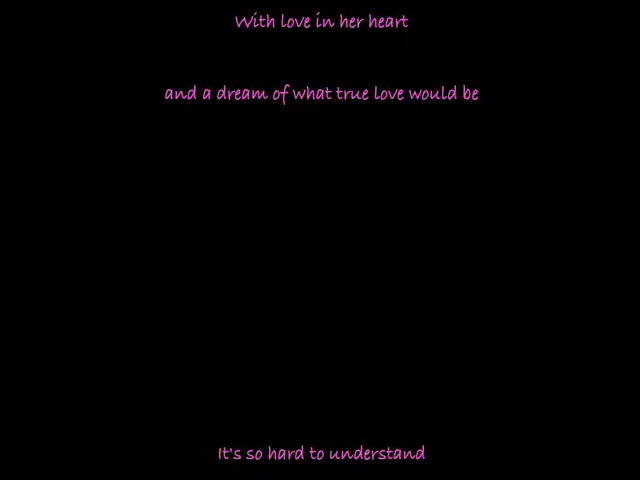 With love in her heart
and a dream of what true love would be
It's so hard to understand